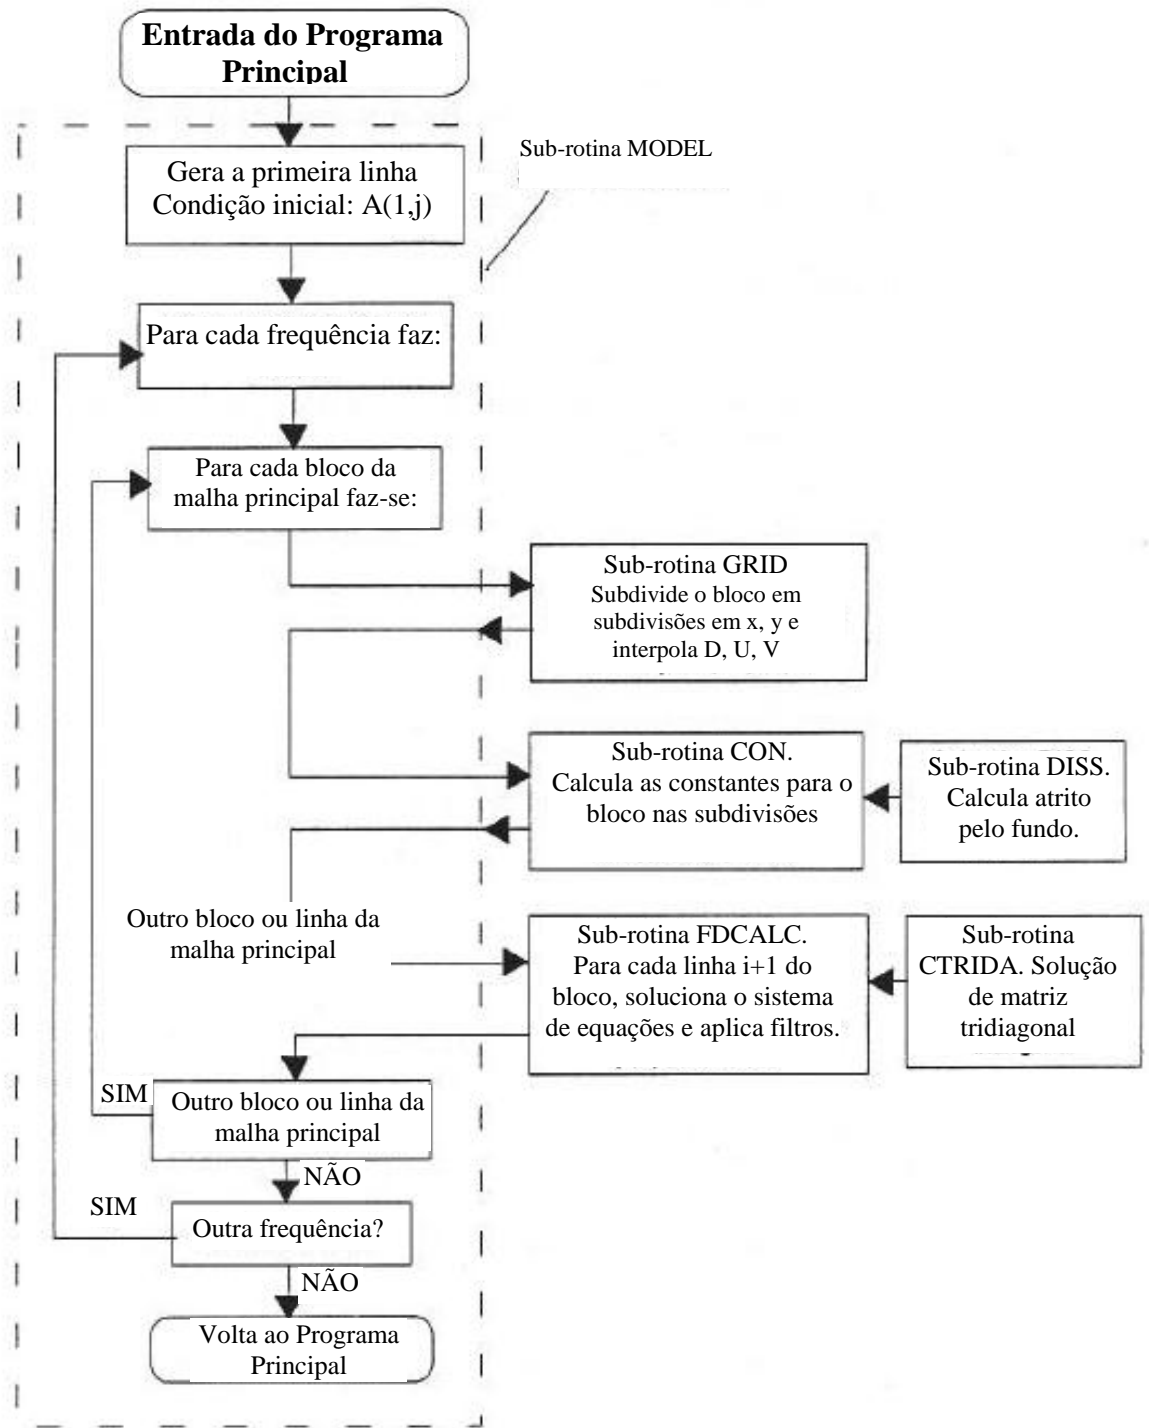 Entrada do Programa
Principal
Sub-rotina MODEL
Gera a primeira linha
Condição inicial: A(1,j)
Para cada frequência faz:
Para cada bloco da
malha principal faz-se:
Sub-rotina GRID
Subdivide o bloco em
subdivisões em x, y e
interpola D, U, V
Sub-rotina CON.
Calcula as constantes para o
bloco nas subdivisões
Sub-rotina DISS.
Calcula atrito
pelo fundo.
Outro bloco ou linha da
malha principal
Sub-rotina FDCALC.
Para cada linha i+1 do
bloco, soluciona o sistema
de equações e aplica filtros.
Sub-rotina
CTRIDA. Solução
de matriz
tridiagonal
SIM
Outro bloco ou linha da
malha principal
NÃO
SIM
Outra frequência?
NÃO
Volta ao Programa
Principal